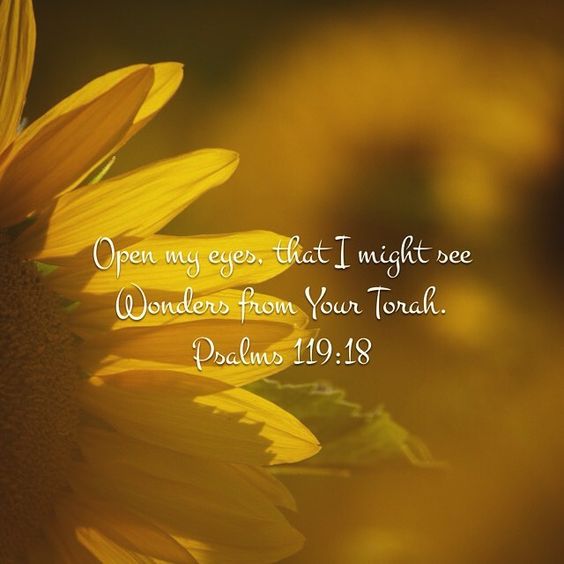 Open my eyes, that I might see
Wonders from Your Torah.
Psalms 119:18